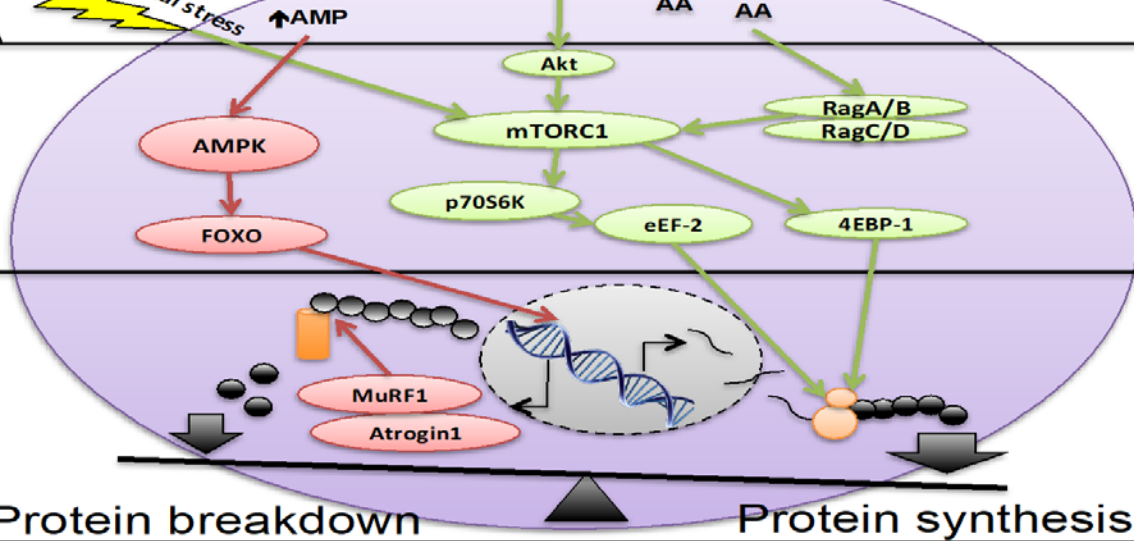 stress
AMP
AA
AA
Akt
RagA/B
mTORC1
RagC/D
AMPK
p70S6K
eEF-2
4EBP-1
FOXO
MuRF1
Atrogin1
Protein breakdown
Protein synthesis